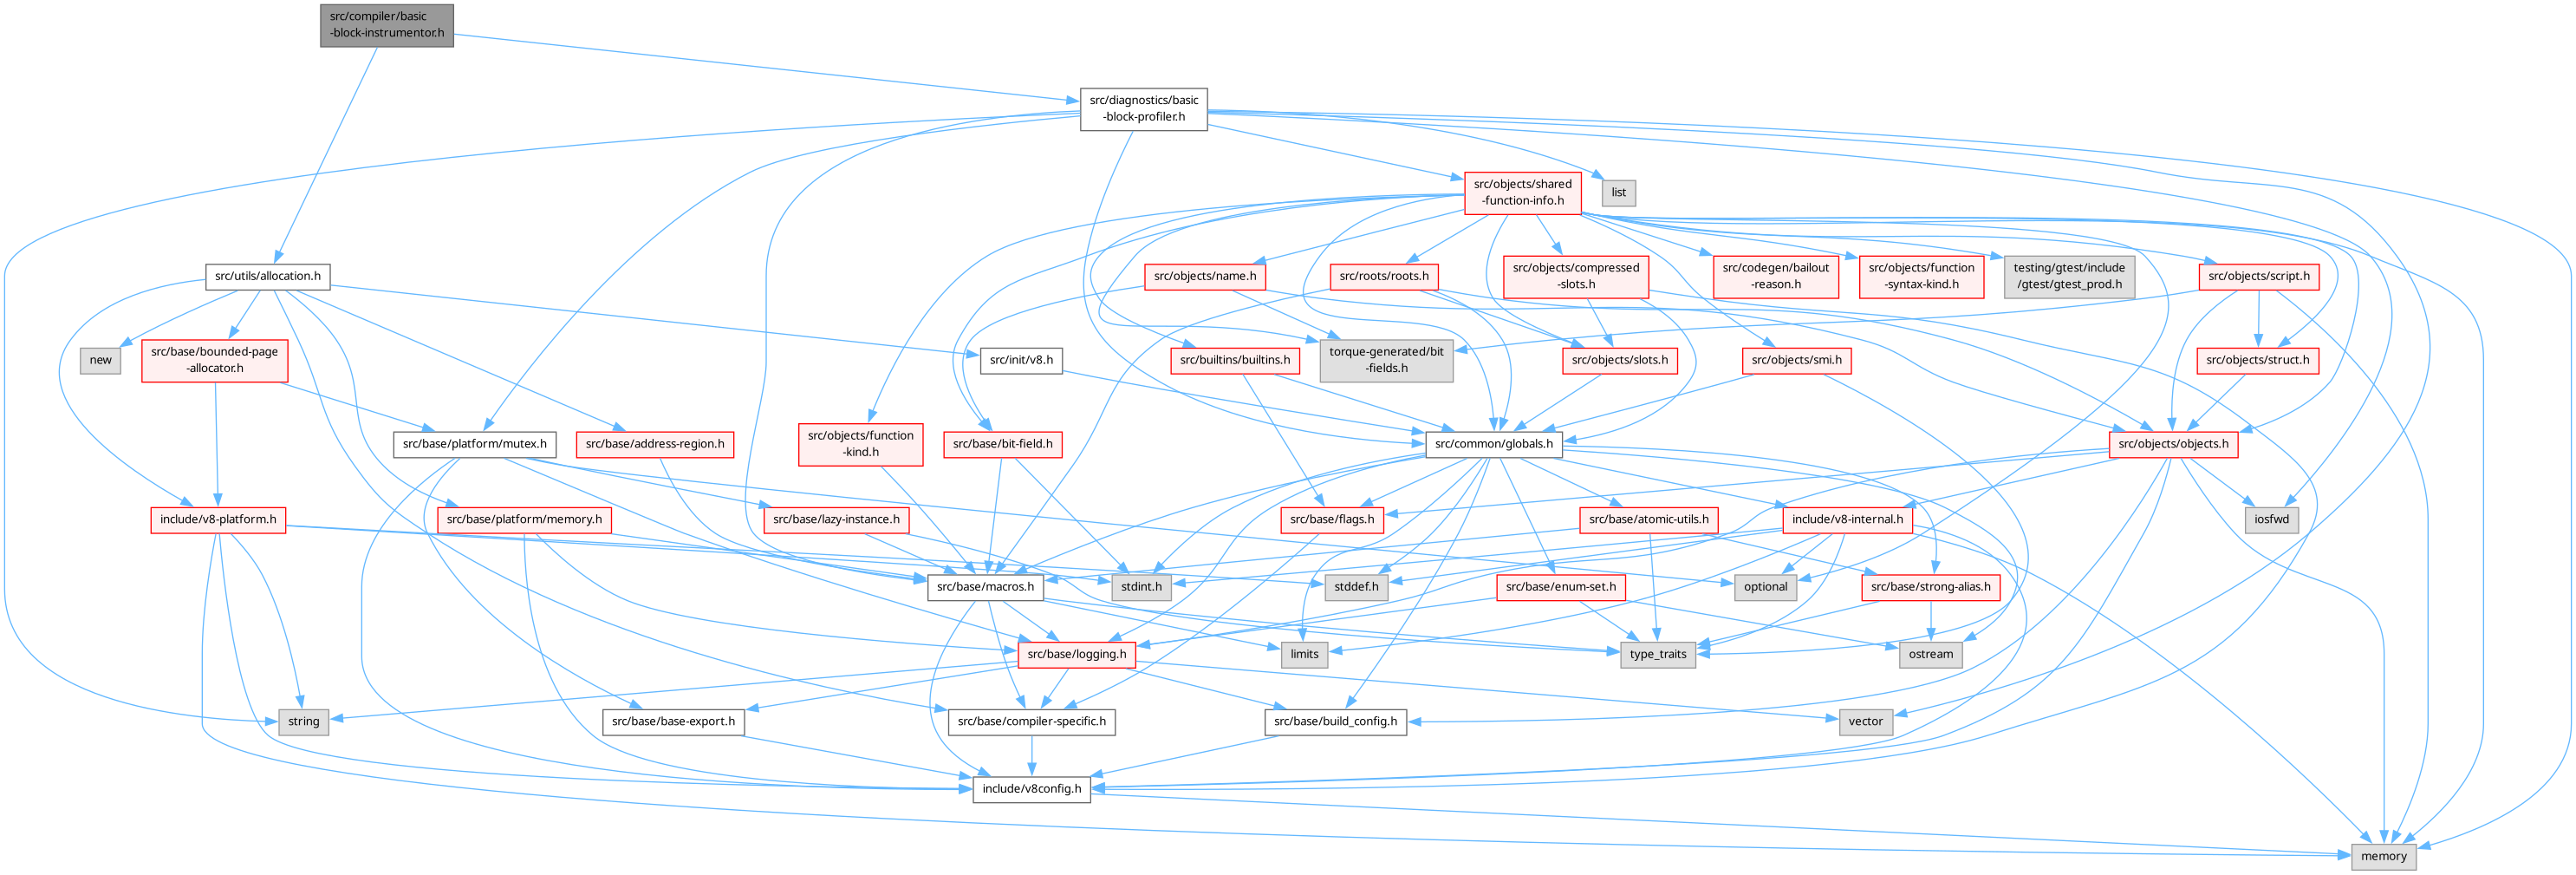 src/compiler/basic
-block-instrumentor.h
src/diagnostics/basic
-block-profiler.h
src/objects/shared
-function-info.h
list
src/utils/allocation.h
src/objects/name.h
src/roots/roots.h
src/objects/compressed
-slots.h
src/codegen/bailout
-reason.h
src/objects/function
-syntax-kind.h
testing/gtest/include
/gtest/gtest_prod.h
src/objects/script.h
new
src/base/bounded-page
-allocator.h
src/init/v8.h
src/builtins/builtins.h
torque-generated/bit
-fields.h
src/objects/slots.h
src/objects/smi.h
src/objects/struct.h
src/base/platform/mutex.h
src/base/address-region.h
src/objects/function
-kind.h
src/base/bit-field.h
src/common/globals.h
src/objects/objects.h
include/v8-platform.h
src/base/platform/memory.h
src/base/lazy-instance.h
src/base/flags.h
src/base/atomic-utils.h
include/v8-internal.h
iosfwd
src/base/macros.h
stdint.h
stddef.h
src/base/enum-set.h
optional
src/base/strong-alias.h
src/base/logging.h
limits
type_traits
ostream
string
src/base/base-export.h
src/base/compiler-specific.h
src/base/build_config.h
vector
include/v8config.h
memory